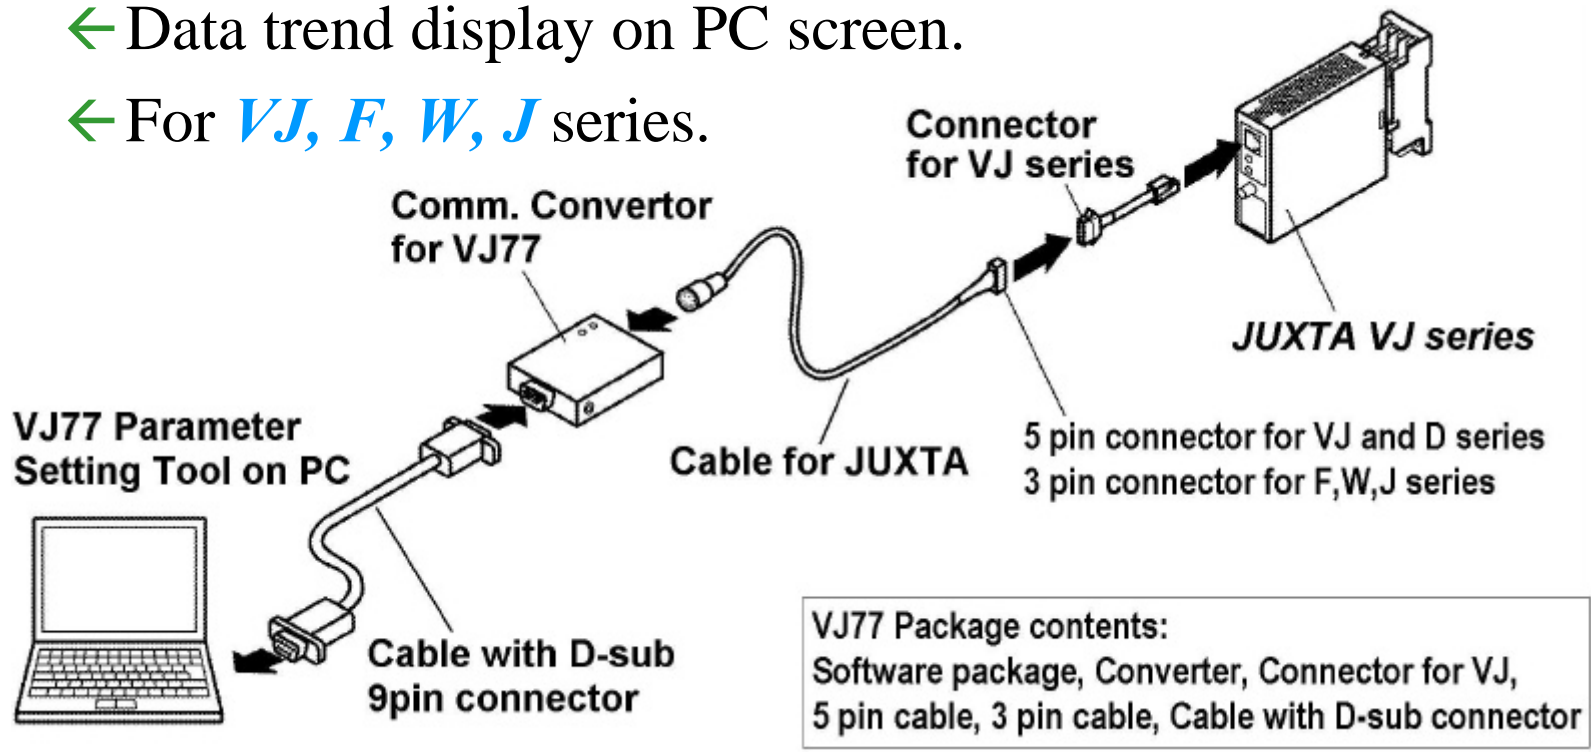 ← Data trend display on PC screen.
← For VJ, F, W, J series.
Connector
for VJ series
Comm. Convertor
for VJ77
JUXTA VJ series
VJ77 Parameter
Setting Tool on PC
Cable for JUXTA
5 pin connector for VJ and D series
3 pin connector for F,W,J series
Cable with D-sub
9pin connector
VJ77 Package contents:
Software package, Converter, Connector for VJ,
5 pin cable, 3 pin cable, Cable with D-sub connector